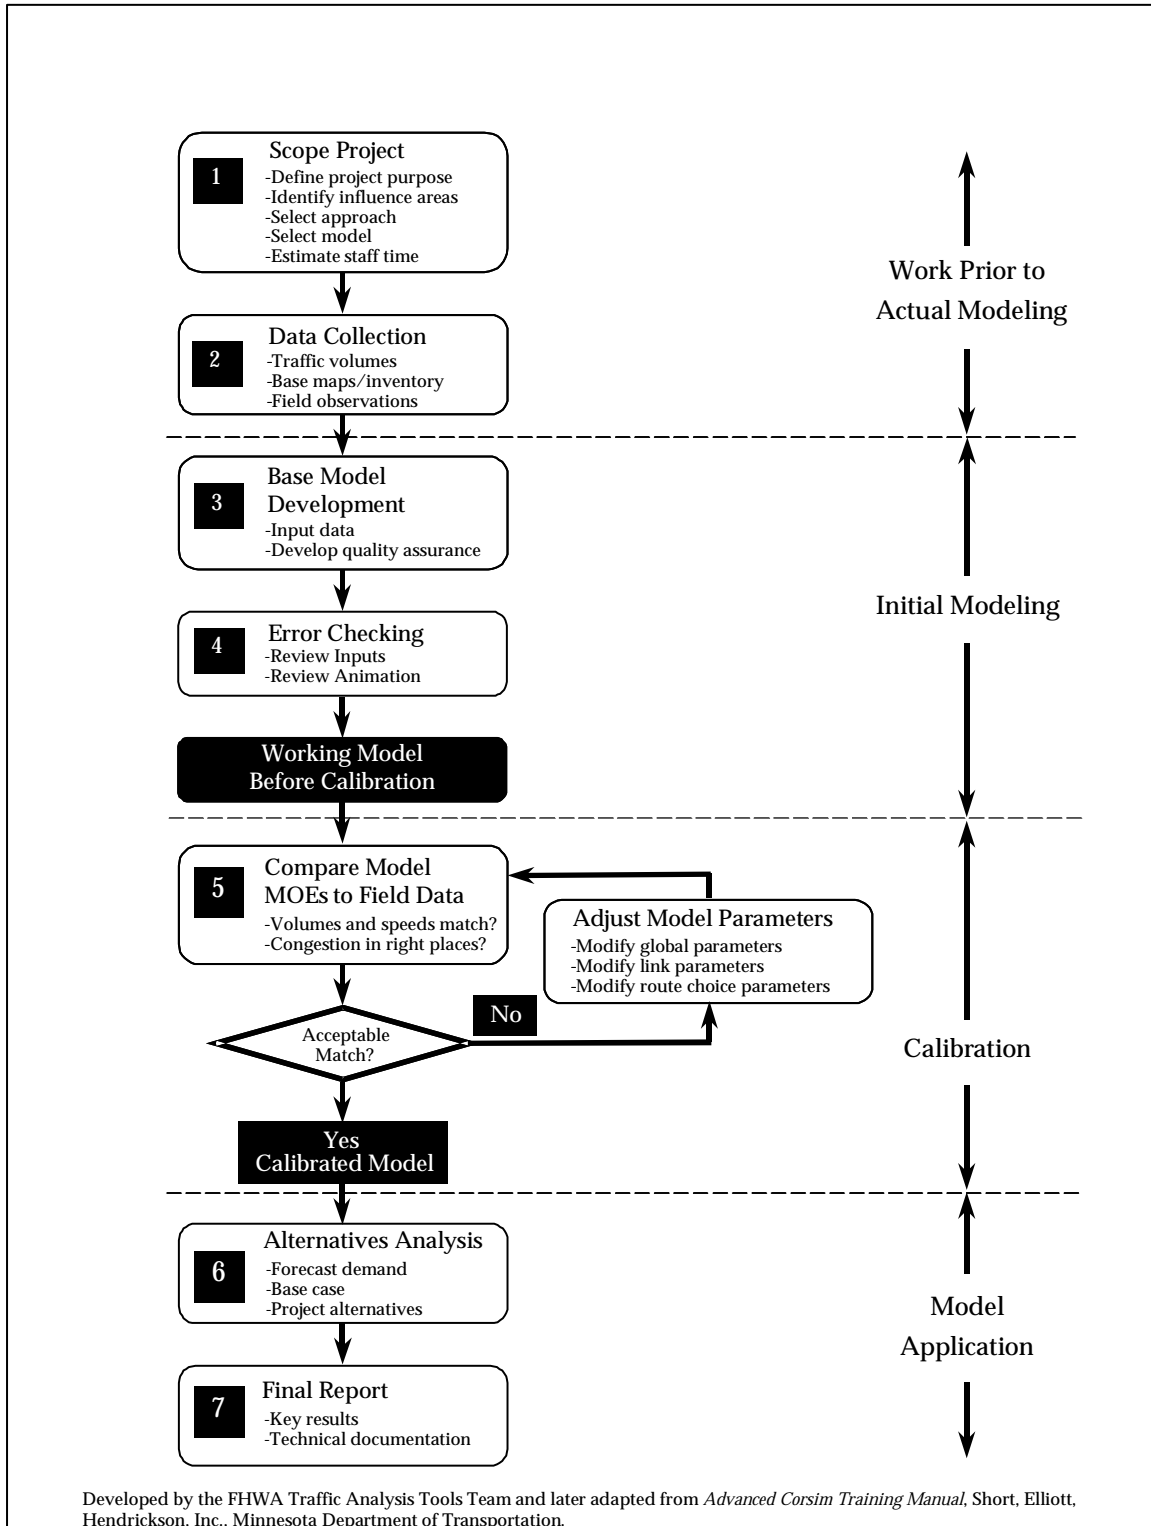 1
Scope Project
-Define project purpose
-Identify influence areas
-Select approach
-Select model
-Estimate staff time
Work Prior to
Actual Modeling
2
Data Collection
-Traffic volumes
-Base maps/inventory
-Field observations
3
Base Model
Development
-Input data
-Develop quality assurance
Initial Modeling
4
Error Checking
-Review Inputs
-Review Animation
Working Model
Before Calibration
5
Compare Model
MOEs to Field Data
-Volumes and speeds match?
-Congestion in right places?
Adjust Model Parameters
-Modify global parameters
-Modify link parameters
-Modify route choice parameters
No
Acceptable
Match?
Calibration
Yes
Calibrated Model
6
Alternatives Analysis
-Forecast demand
-Base case
-Project alternatives
Model
Application
7
Final Report
-Key results
-Technical documentation
Developed by the FHWA Traffic Analysis Tools Team and later adapted from Advanced Corsim Training Manual, Short, Elliott,
Hendrickson, Inc., Minnesota Department of Transportation.